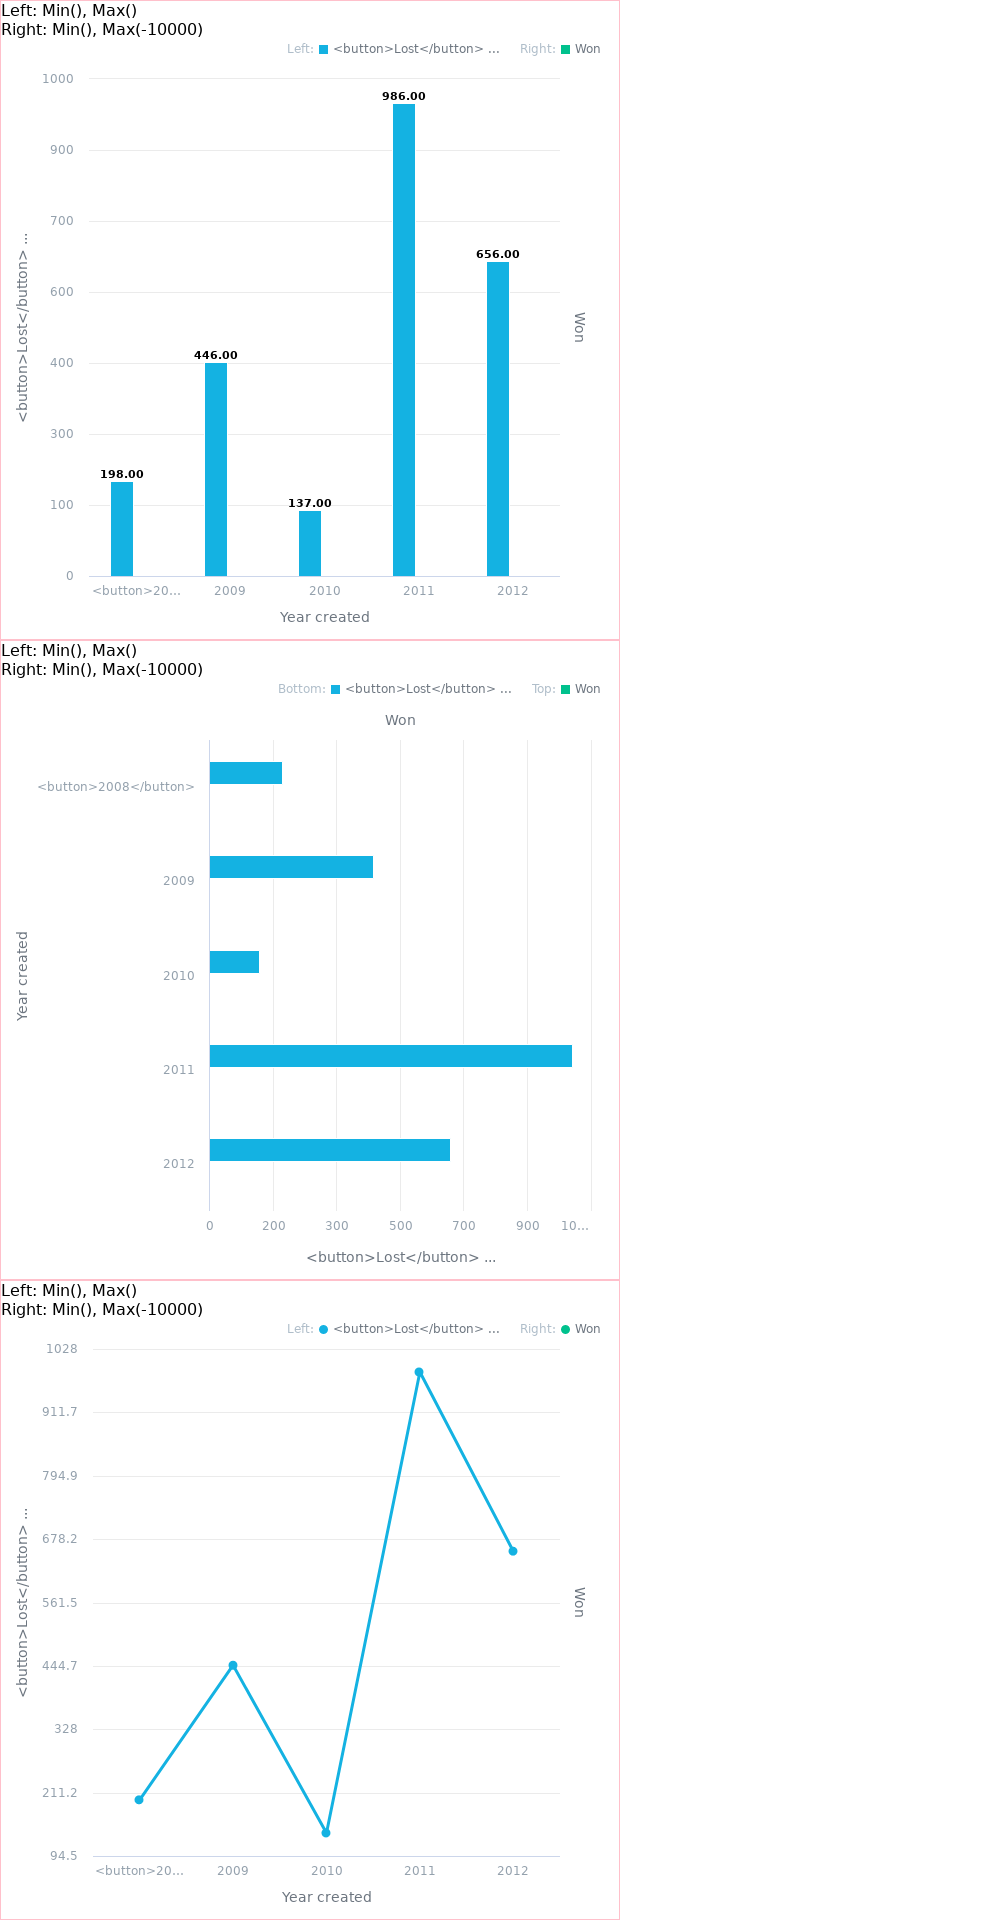 Left: Min(), Max()
Right: Min(), Max(-10000)
Left: <button>Lost</button> ... Right: Won
1000
900
700
600
400
300
100
0
<button>Lost</button> ...
Won
986.00
656.00
446.00
198.00
137.00
<button>20... 2009 2010 2011 2012
Year created
Left: Min(), Max()
Right: Min(), Max(-10000)
Bottom: <button>Lost</button> ... Top: Won
Won
<button>2008</button>
2009
2010
2011
2012
Year created
0 200 300 500 700 900 10...
<button>Lost</button> ...
Left: Min(), Max()
Right: Min(), Max(-10000)
Left: <button>Lost</button> ... Right: Won
1028
911.7
794.9
678.2
561.5
444.7
328
211.2
94.5
<button>Lost</button> ...
Won
<button>20... 2009 2010 2011 2012
Year created